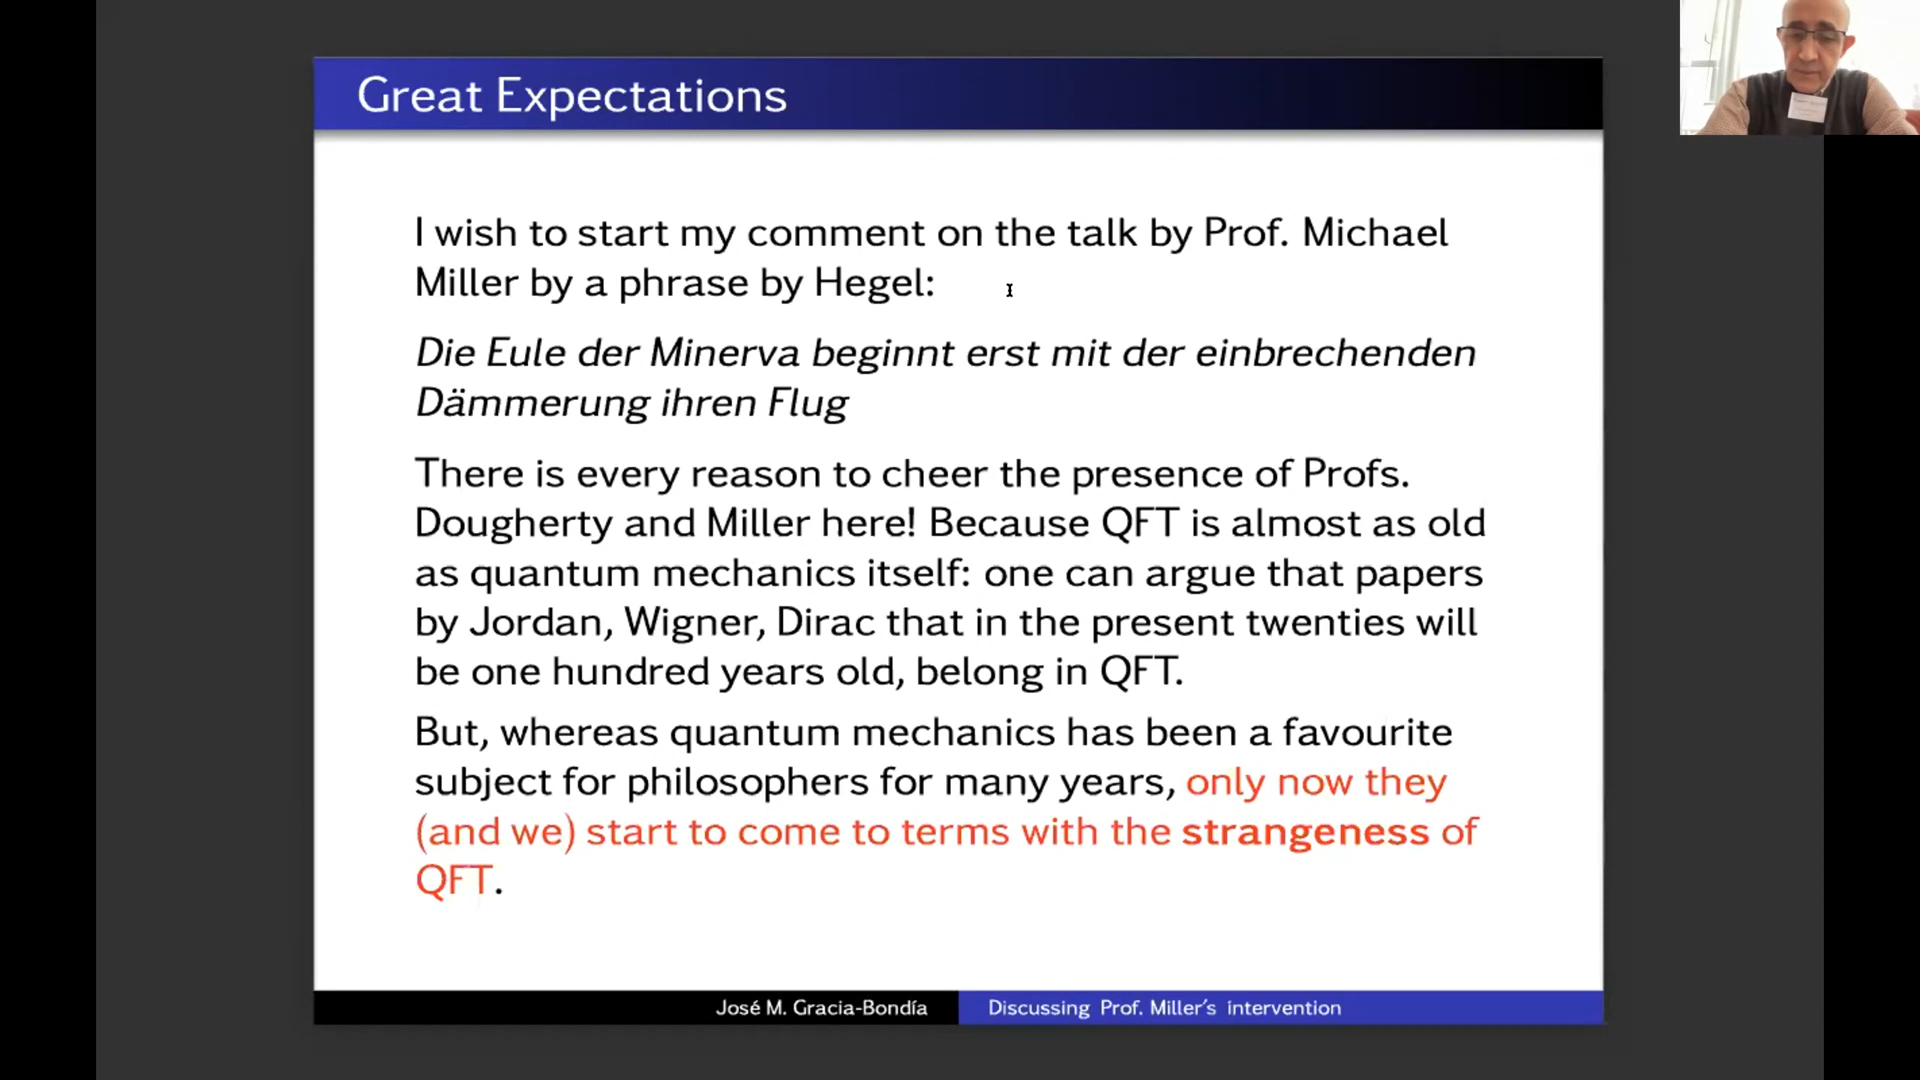 Great Expectations
I wish to start my comment on the talk by Prof. Michael
Miller by a phrase by Hegel:
Die Eule der Minerva beginnt erst mit der einbrechenden
Dämmerung ihren Flug
There is every reason to cheer the presence of Profs.
Dougherty and Miller here! Because QFT is almost as old
as quantum mechanics itself: one can argue that papers
by Jordan, Wigner, Dirac that in the present twenties will
be one hundred years old, belong in QFT.
But, whereas quantum mechanics has been a favourite
subject for philosophers for many years, only now they
(and we) start to come to terms with the strangeness of
QFT.
José M. Gracia-Bondía
Discussing Prof. Miller's intervention